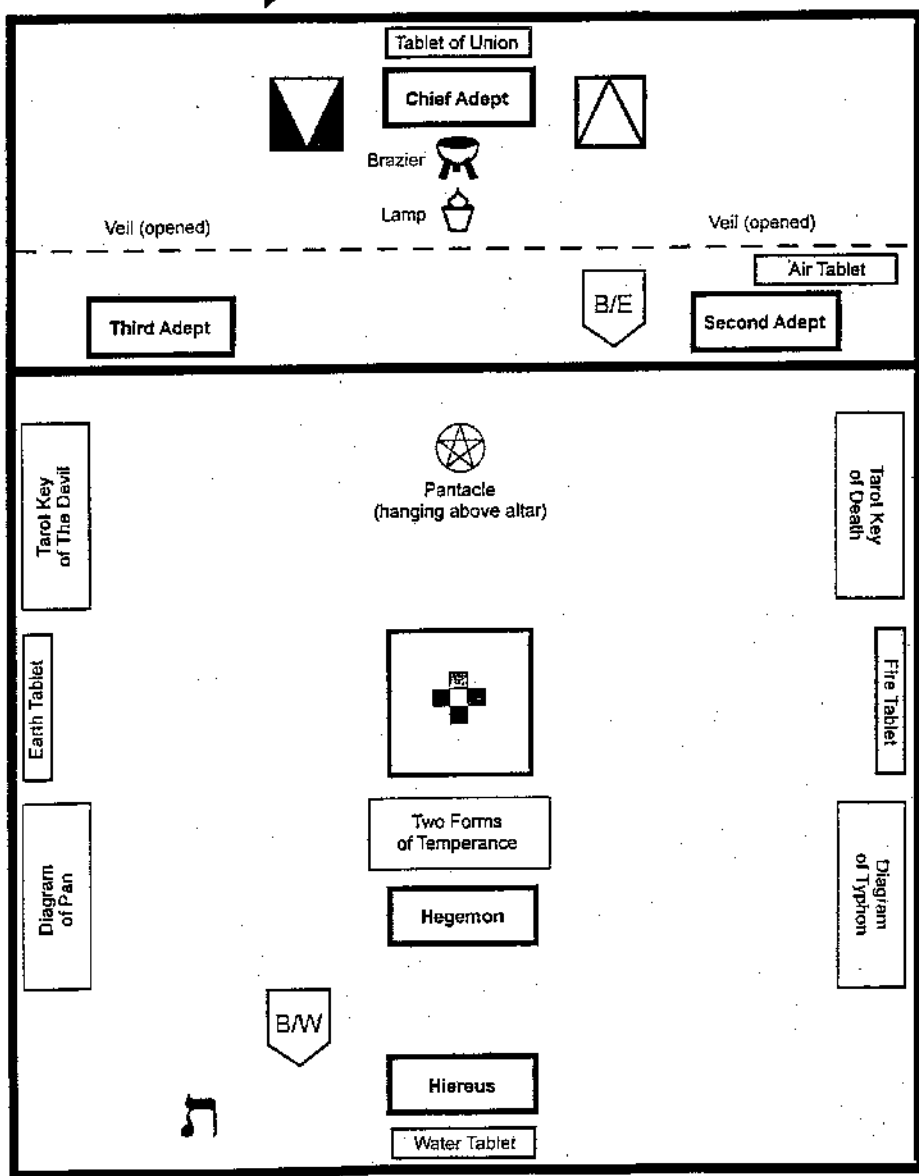 Tablet of Union
Chief Adept
Brazier
Lamp
Veil (opened)
Veil (opened)
Air Tablet
Third Adept
B/E
Second Adept
Tarot Key
of The Devil
Pantacle
(hanging above altar)
Tarot Key
of Death
Earth Tablet
Fire Tablet
Two Forms
of Temperance
Diagram
of Pan
Diagram
of Typhon
Hegemon
B/W
Hiereus
ת
Water Tablet